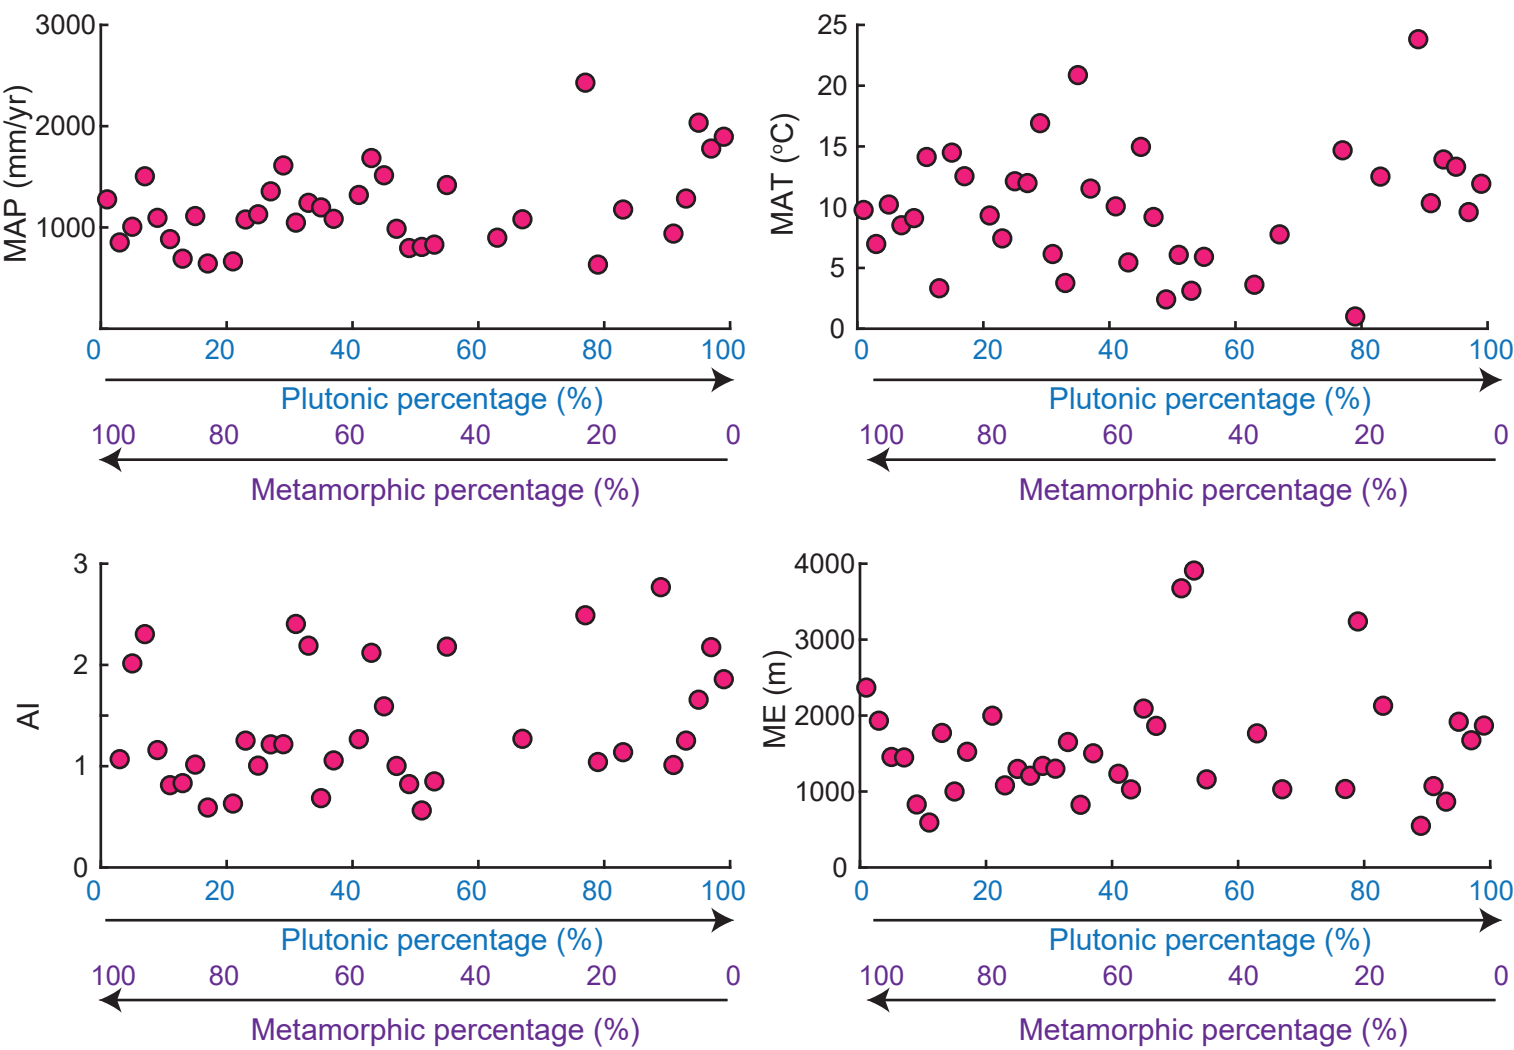 3000
2000
1000
MAP (mm/yr)
0 20 40 60 80 100
Plutonic percentage (%)
100 80 60 40 20 0
Metamorphic percentage (%)
25
20
15
10
5
0
MAT (°C)
0 20 40 60 80 100
Plutonic percentage (%)
100 80 60 40 20 0
Metamorphic percentage (%)
3
2
1
0
AI
0 20 40 60 80 100
Plutonic percentage (%)
100 80 60 40 20 0
Metamorphic percentage (%)
4000
3000
2000
1000
0
ME (m)
0 20 40 60 80 100
Plutonic percentage (%)
100 80 60 40 20 0
Metamorphic percentage (%)